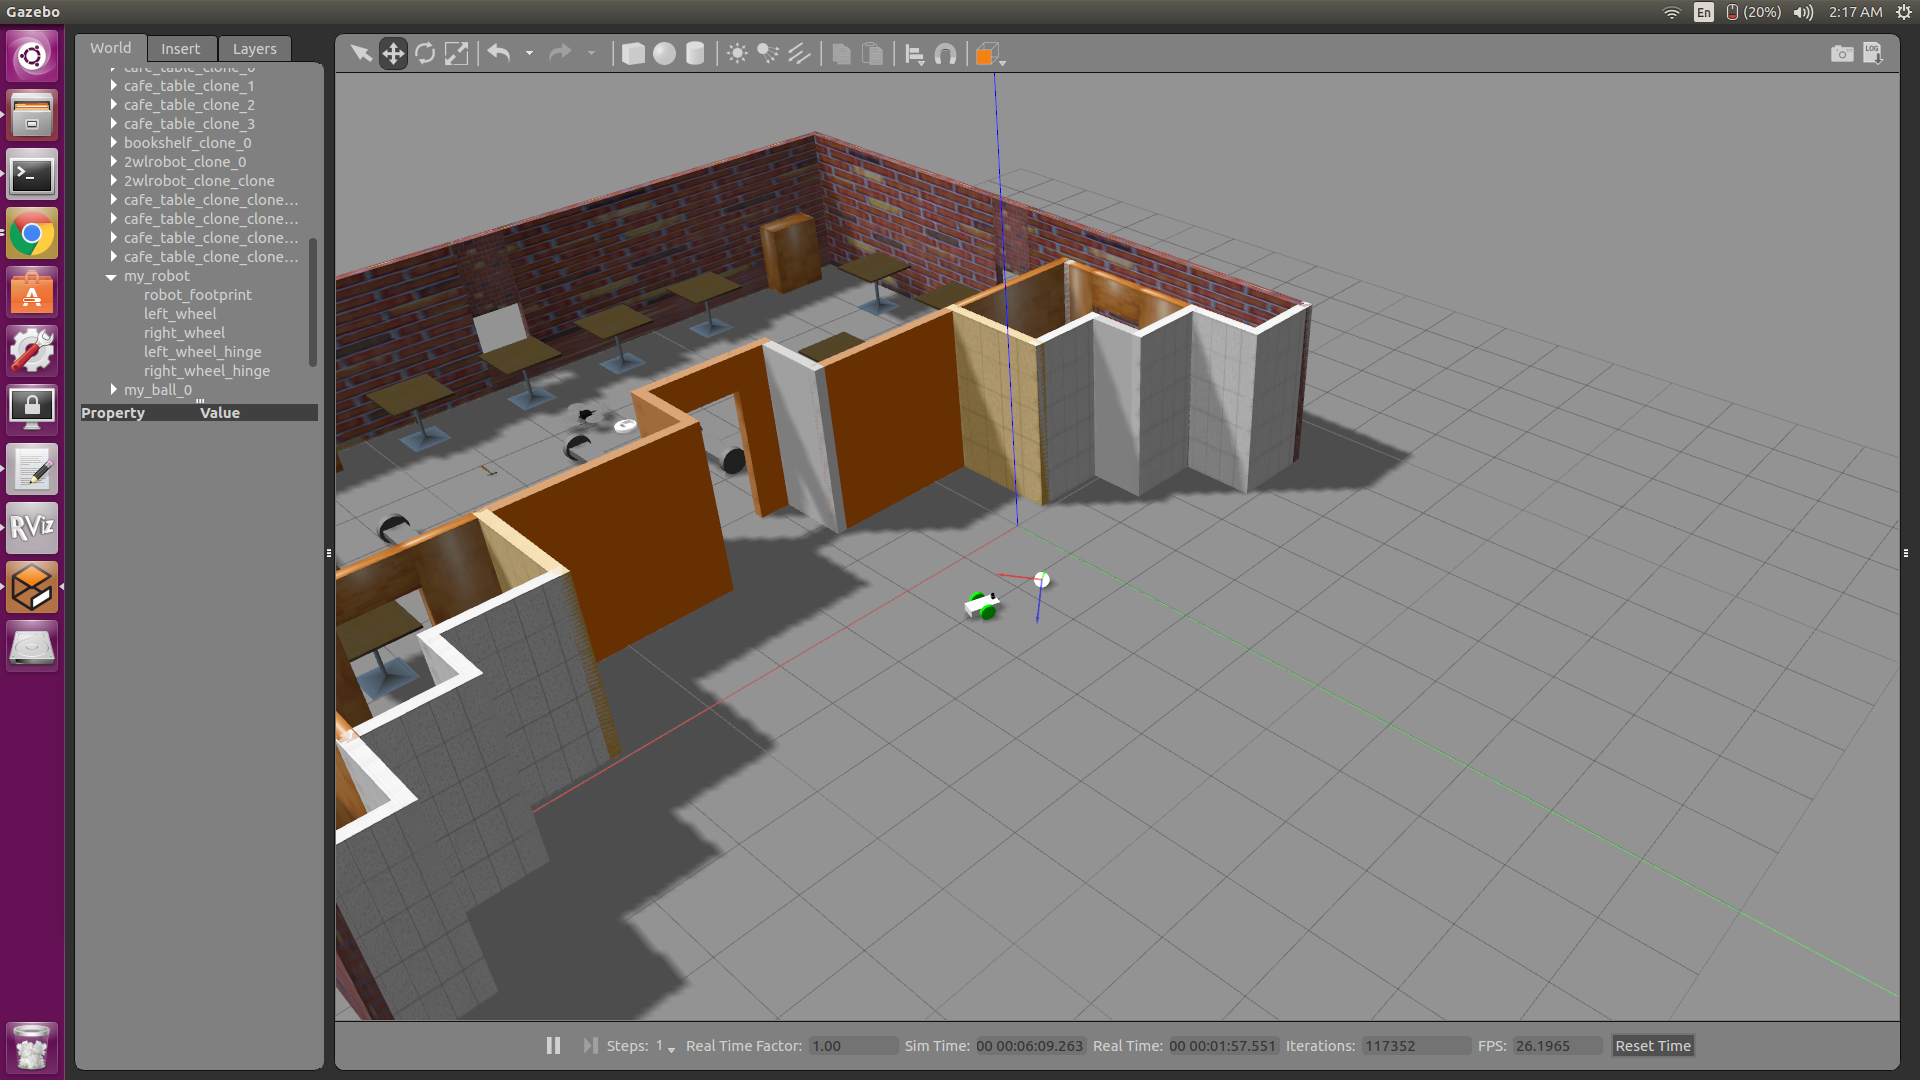 Gazebo
En
(20%)
2:17 AM
World
Insert
Layers
LOG
cafe_table_clone_0
cafe_table_clone_1
cafe_table_clone_2
cafe_table_clone_3
bookshelf_clone_0
2wlrobot_clone_0
2wlrobot_clone_clone
cafe_table_clone_clone...
cafe_table_clone_clone...
cafe_table_clone_clone...
cafe_table_clone_clone...
my_robot
robot_footprint
left_wheel
right_wheel
left_wheel_hinge
right_wheel_hinge
my_ball_0
Property Value
RViz
Steps: 1 Real Time Factor: 1.00 Sim Time: 00 00:06:09.263 Real Time: 00 00:01:57.551 Iterations: 117352 FPS: 26.1965 Reset Time